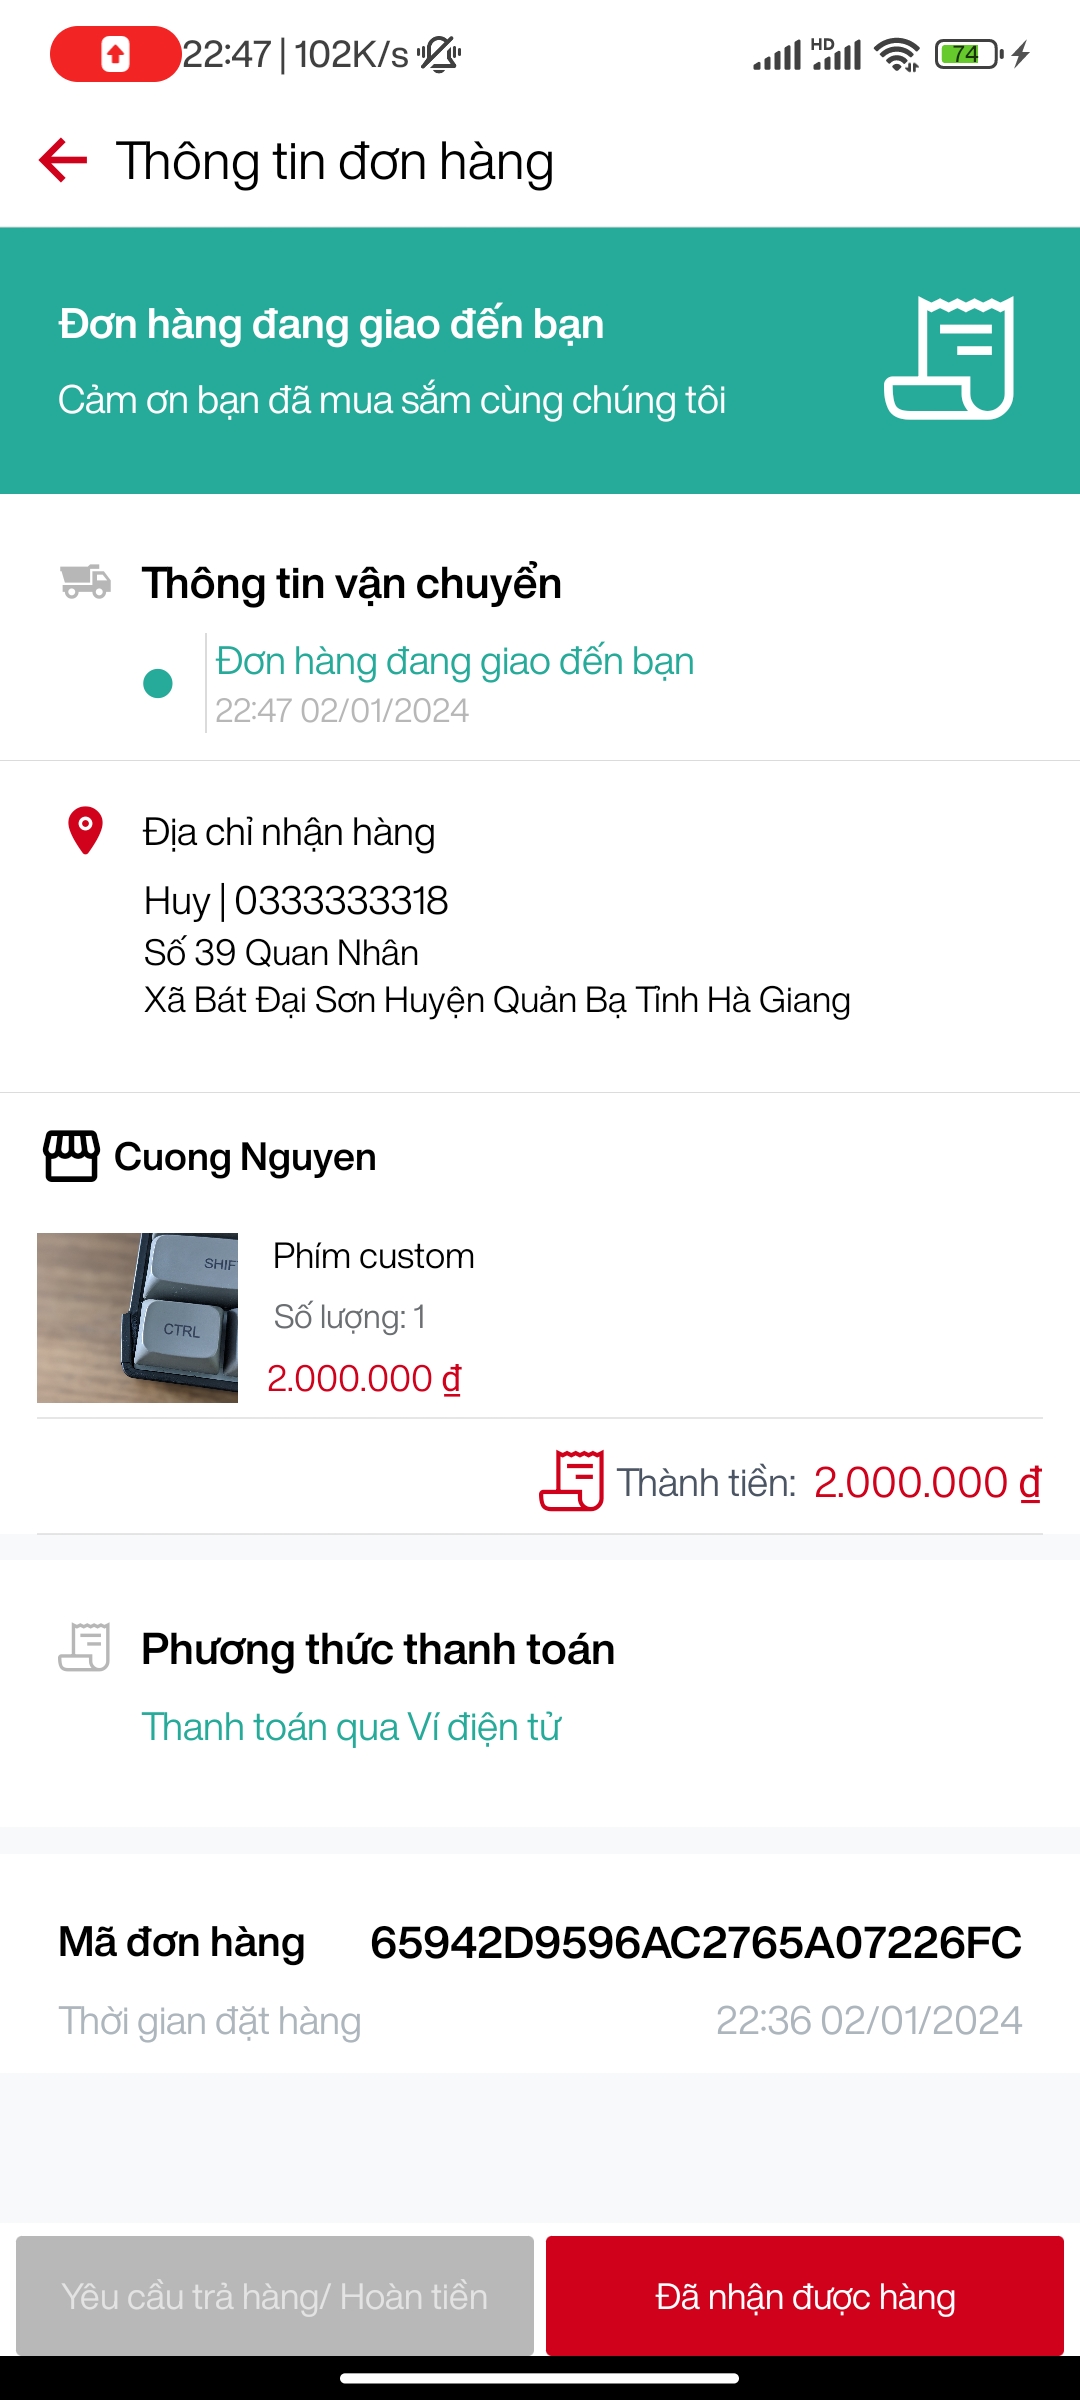 22:47 | 102K/s
HD
74
Thông tin đơn hàng
Đơn hàng đang giao đến bạn
Cảm ơn bạn đã mua sắm cùng chúng tôi
Thông tin vận chuyển
Đơn hàng đang giao đến bạn
22:47 02/01/2024
Địa chỉ nhận hàng
Huy | 0333333318
Số 39 Quan Nhân
Xã Bát Đại Sơn Huyện Quản Bạ Tỉnh Hà Giang
Cuong Nguyen
SHIF
CTRL
Phím custom
Số lượng: 1
2.000.000 ₫
Thành tiền: 2.000.000 ₫
Phương thức thanh toán
Thanh toán qua Ví điện tử
Mã đơn hàng 65942D9596AC2765A07226FC
Thời gian đặt hàng 22:36 02/01/2024
Yêu cầu trả hàng/ Hoàn tiền
Đã nhận được hàng